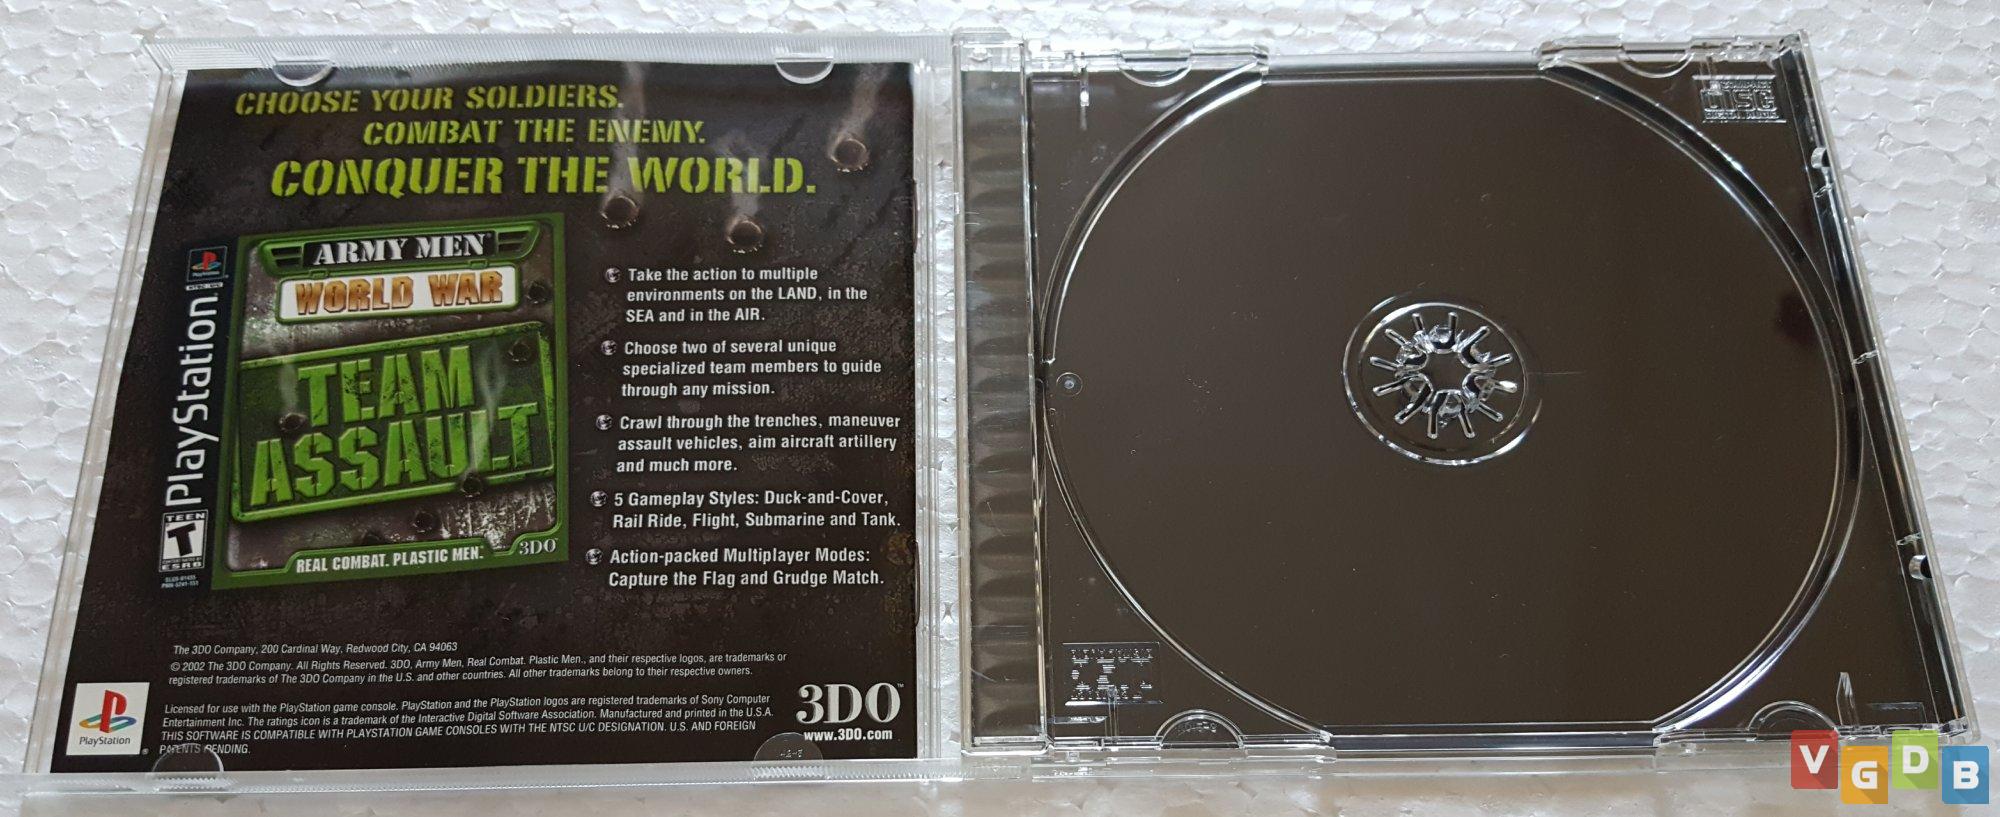 CHOOSE YOUR SOLDIERS.
COMBAT THE ENEMY.
CONQUER THE WORLD.
PlayStation
NTSC U/C
PlayStation
TEEN
T
ESRB
ARMY MEN®
WORLD WAR
TEAM
ASSAULT
REAL COMBAT. PLASTIC MEN.™
3DO™
Take the action to multiple
environments on the LAND, in the
SEA and in the AIR.
Choose two of several unique
specialized team members to guide
through any mission.
Crawl through the trenches, maneuver
assault vehicles, aim aircraft artillery
and much more.
5 Gameplay Styles: Duck-and-Cover,
Rail Ride, Flight, Submarine and Tank.
Action-packed Multiplayer Modes:
Capture the Flag and Grudge Match.
The 3DO Company, 200 Cardinal Way, Redwood City, CA 94063
© 2002 The 3DO Company. All Rights Reserved. 3DO, Army Men, Real Combat. Plastic Men., and their respective logos, are trademarks or
registered trademarks of The 3DO Company in the U.S. and other countries. All other trademarks belong to their respective owners.
Licensed for use with the PlayStation game console. PlayStation and the PlayStation logos are registered trademarks of Sony Computer
Entertainment Inc. The ratings icon is a trademark of the Interactive Digital Software Association. Manufactured and printed in the U.S.A.
THIS SOFTWARE IS COMPATIBLE WITH PLAYSTATION GAME CONSOLES WITH THE NTSC U/C DESIGNATION. U.S. AND FOREIGN
PATENTS PENDING.
PlayStation
®
3DO™
www.3DO.com
COMPACT
disc
DIGITAL AUDIO
VGDB